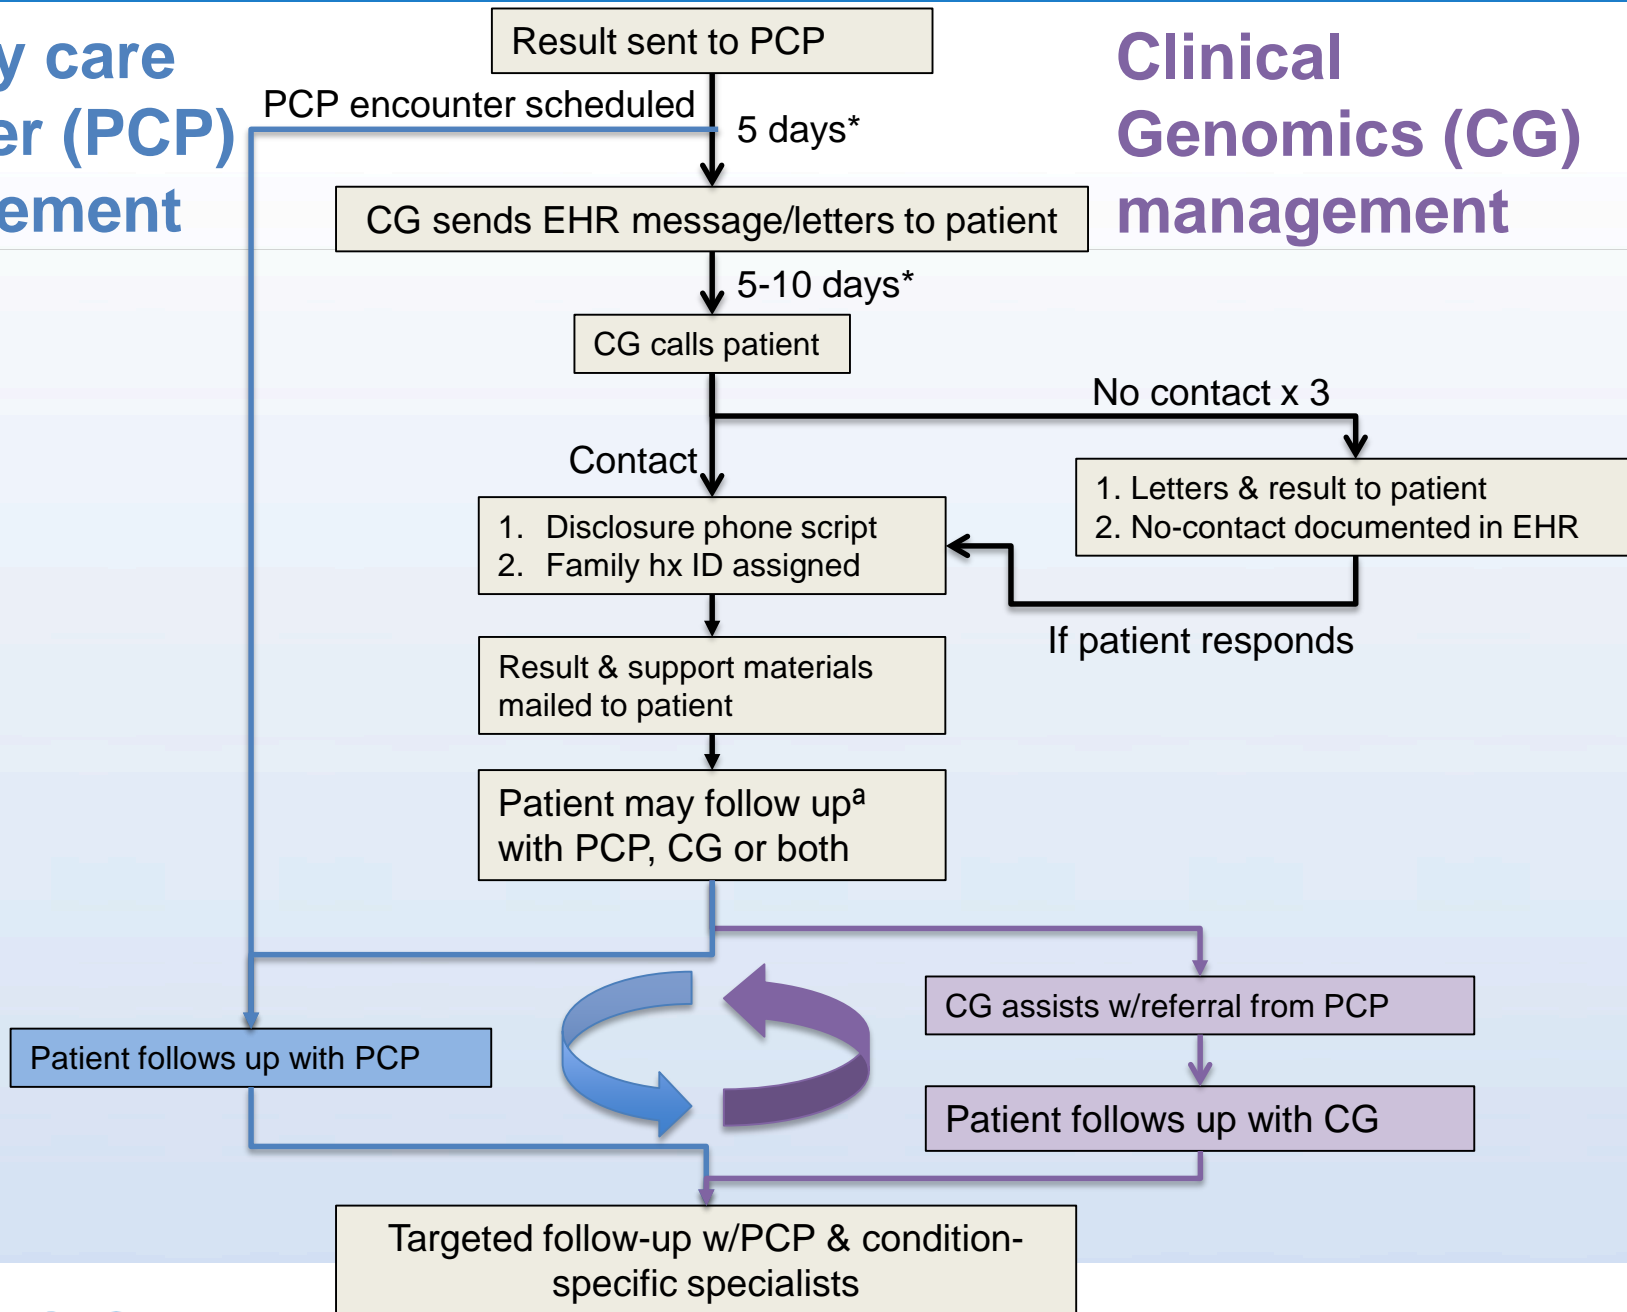 Result sent to PCP
care
(PCP)
Clinical
Genomics (CG)
management
PCP encounter scheduled
5 days*
CG sends EHR message/letters to patient
5-10 days*
CG calls patient
No contact x 3
Contact
1. Letters & result to patient
2. No-contact documented in EHR
1. Disclosure phone script
2. Family hx ID assigned
If patient responds
Result & support materials
mailed to patient
Patient may follow upᵃ
with PCP, CG or both
CG assists w/referral from PCP
Patient follows up with PCP
Patient follows up with CG
Targeted follow-up w/PCP & condition-
specific specialists